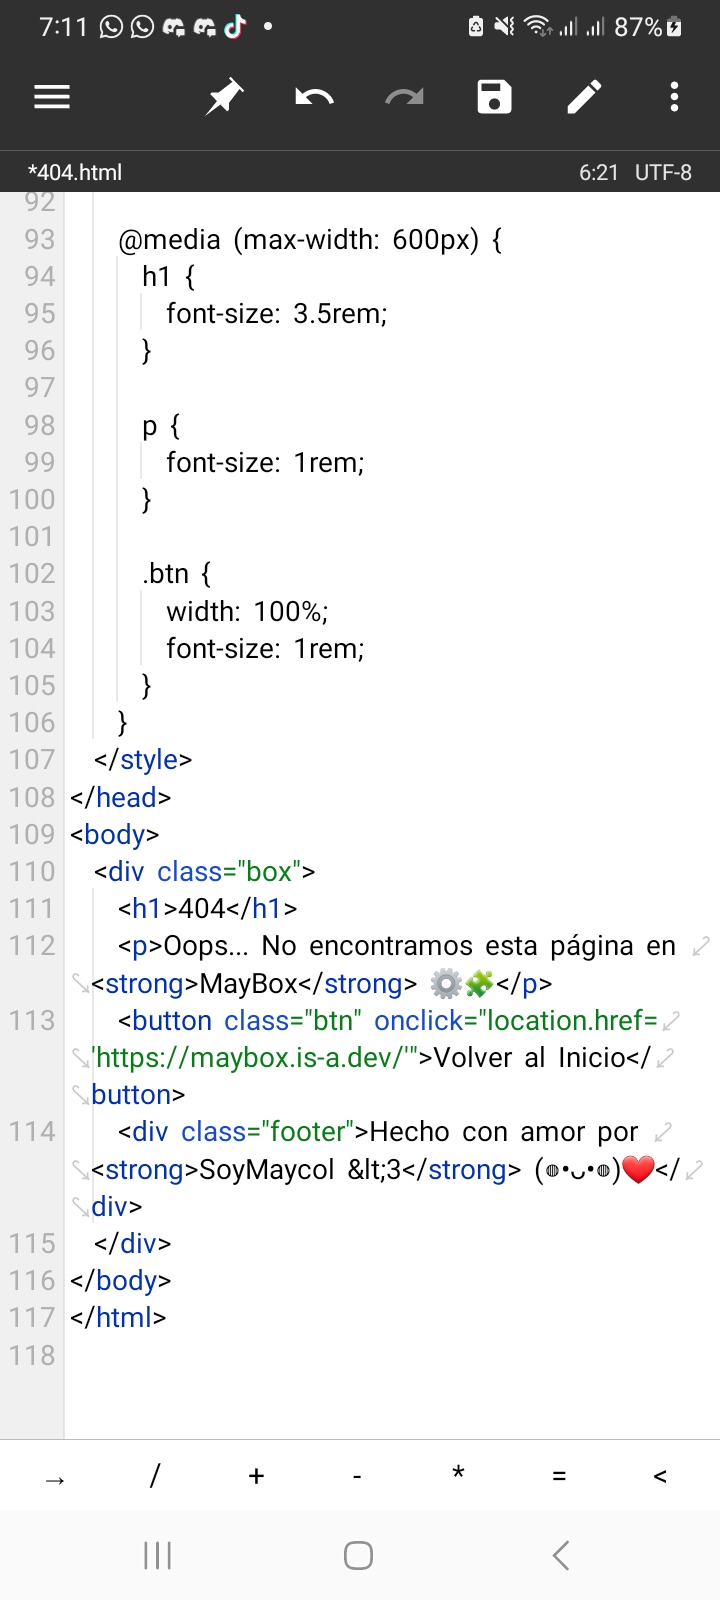 7:11 87%
*404.html 6:21 UTF-8
92
93 @media (max-width: 600px) {
94 h1 {
95 font-size: 3.5rem;
96 }
97
98 p {
99 font-size: 1rem;
100 }
101
102 .btn {
103 width: 100%;
104 font-size: 1rem;
105 }
106 }
107 </style>
108 </head>
109 <body>
110 <div class="box">
111 <h1>404</h1>
112 <p>Oops... No encontramos esta página en
<strong>MayBox</strong> ⚙️🧩</p>
113 <button class="btn" onclick="location.href=
'https://maybox.is-a.dev/'">Volver al Inicio</
button>
114 <div class="footer">Hecho con amor por
<strong>SoyMaycol &lt;3</strong> (◍•ᴗ•◍)❤️</
div>
115 </div>
116 </body>
117 </html>
118
→ / + - * = <